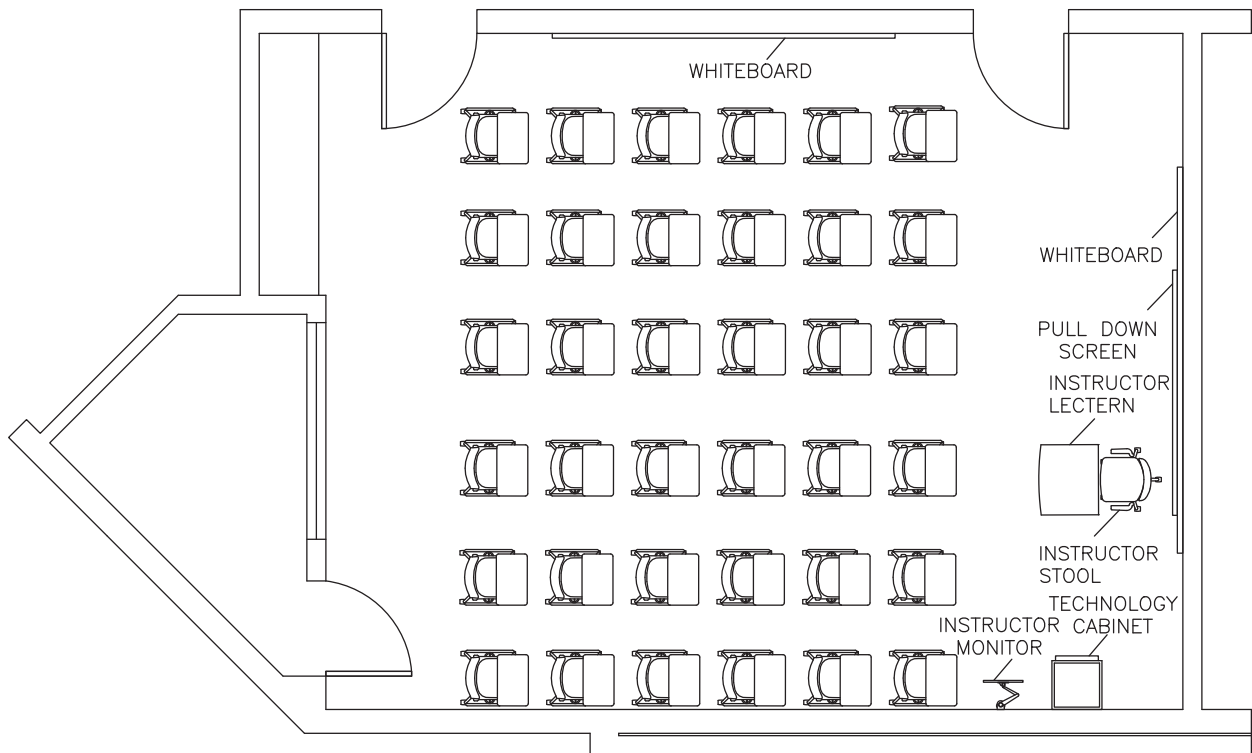 WHITEBOARD
WHITEBOARD
PULL DOWN
SCREEN
INSTRUCTOR
LECTERN
INSTRUCTOR
STOOL
TECHNOLOGY
CABINET
INSTRUCTOR
MONITOR